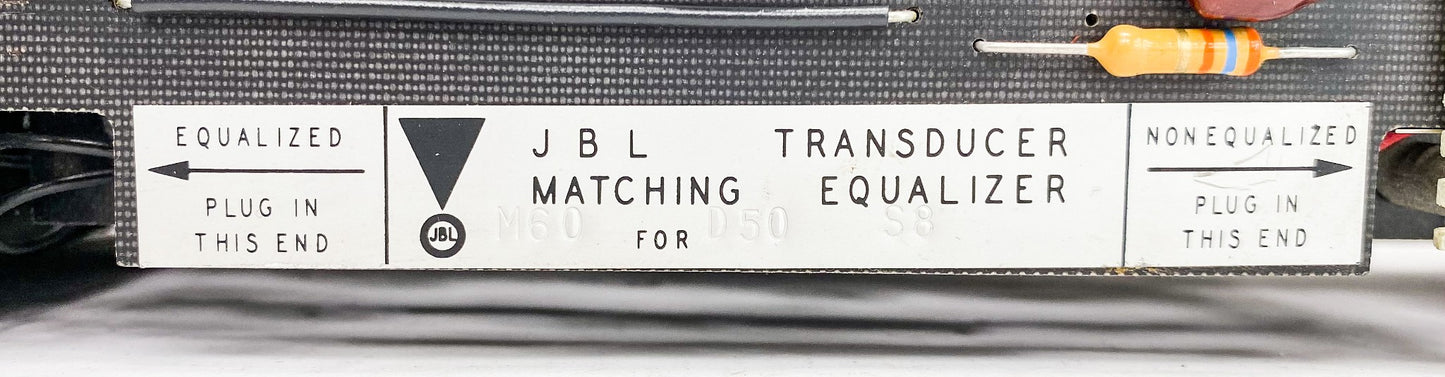 EQUALIZED
PLUG IN
THIS END
JBL
JBL TRANSDUCER
MATCHING EQUALIZER
M60 FOR D50 S8
NONEQUALIZED
PLUG IN
THIS END